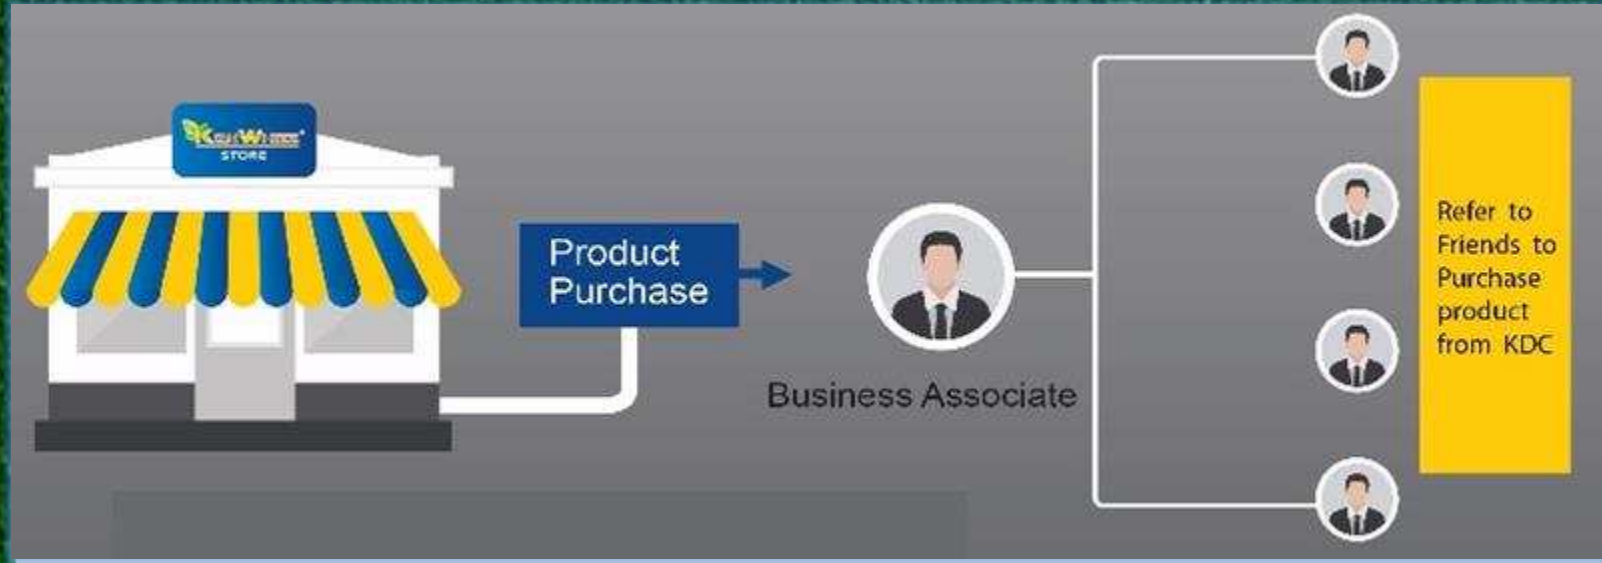 STORE
Product
Purchase
Business Associate
Refer to
Friends to
Purchase
product
from KDC